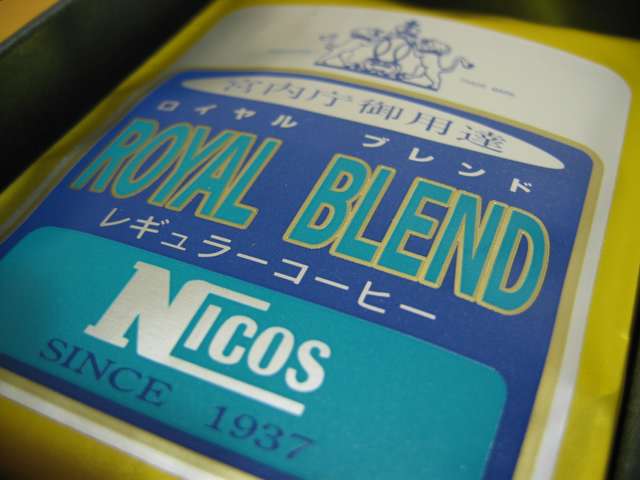 宮内庁御用達
ロイヤル ブレンド
ROYAL BLEND
レギュラーコーヒー
NICOS
SINCE 1937